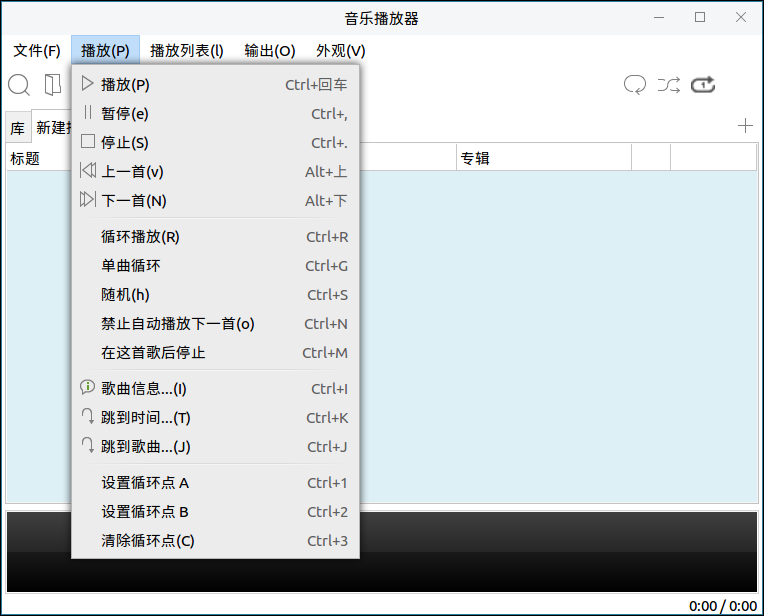 音乐播放器
文件(F) 播放(P) 播放列表(l) 输出(O) 外观(V)
库 新建
标题 专辑
播放(P) Ctrl+回车
暂停(e) Ctrl+,
停止(S) Ctrl+.
上一首(v) Alt+上
下一首(N) Alt+下
循环播放(R) Ctrl+R
单曲循环 Ctrl+G
随机(h) Ctrl+S
禁止自动播放下一首(o) Ctrl+N
在这首歌后停止 Ctrl+M
歌曲信息...(I) Ctrl+I
跳到时间...(T) Ctrl+K
跳到歌曲...(J) Ctrl+J
设置循环点 A Ctrl+1
设置循环点 B Ctrl+2
清除循环点(C) Ctrl+3
0:00 / 0:00